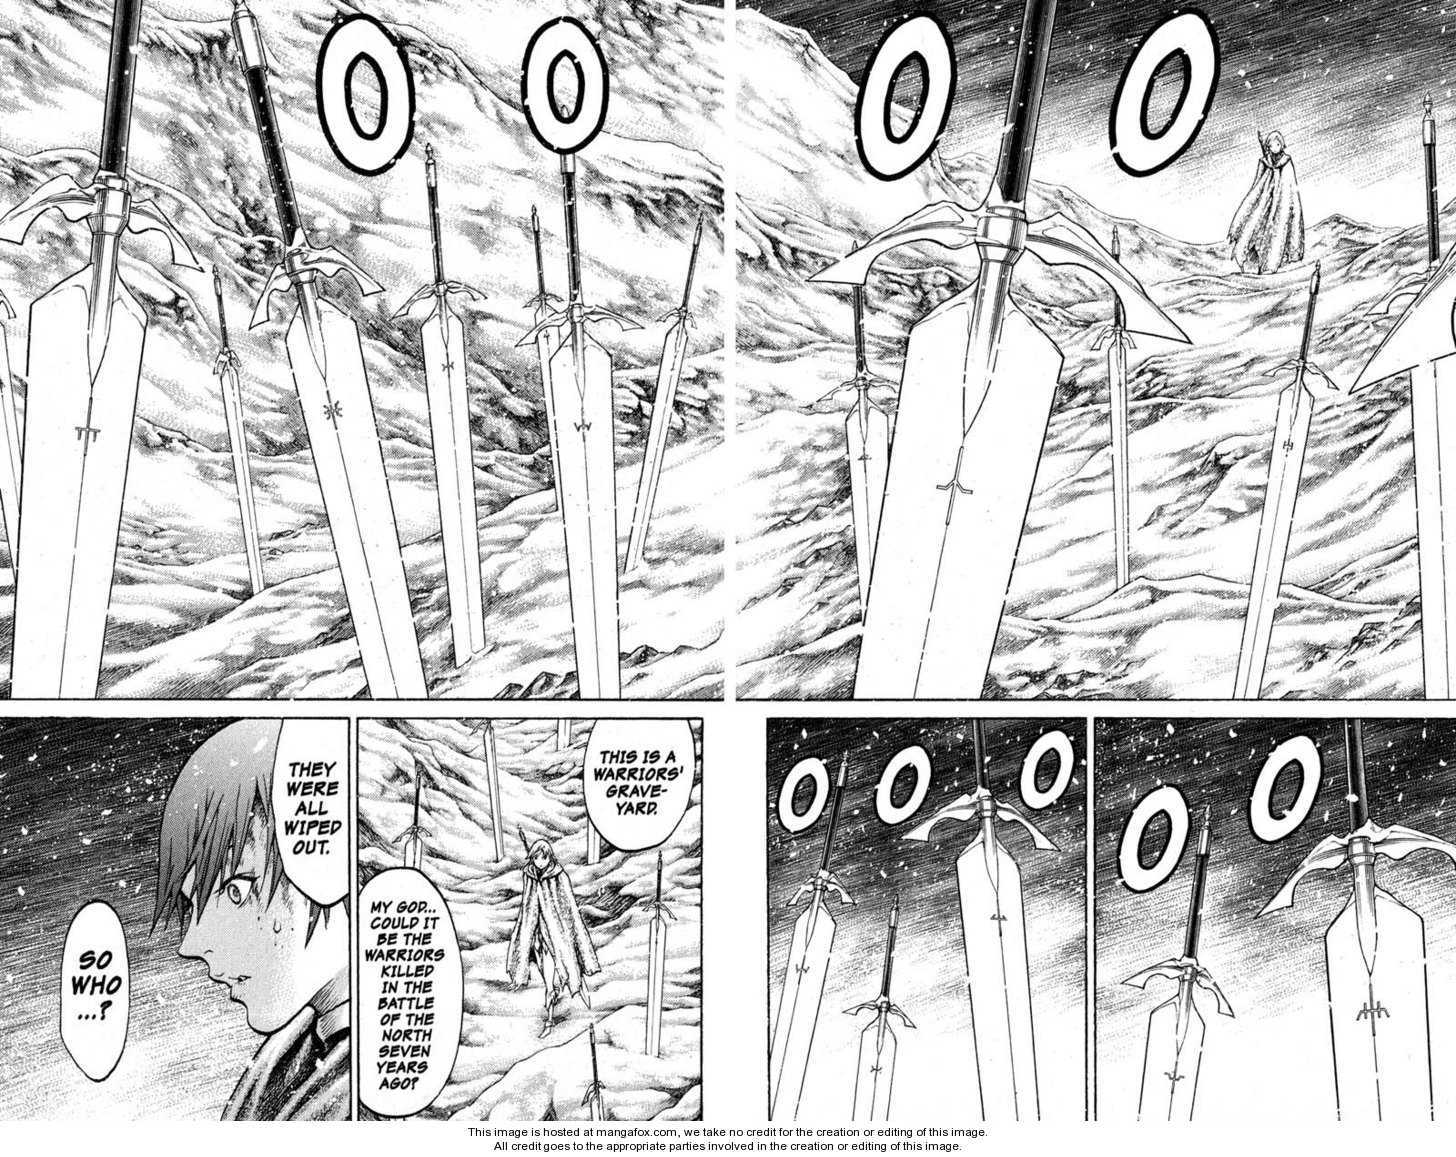 THIS IS A
WARRIORS'
GRAVE-
YARD.
MY GOD...
COULD IT
BE THE
WARRIORS
KILLED
IN THE
BATTLE
OF THE
NORTH
SEVEN
YEARS
AGO?
THEY
WERE
ALL
WIPED
OUT.
SO
WHO
...?
This image is hosted at mangafox.com, we take no credit for the creation or editing of this image.
All credit goes to the appropriate parties involved in the creation or editing of this image.